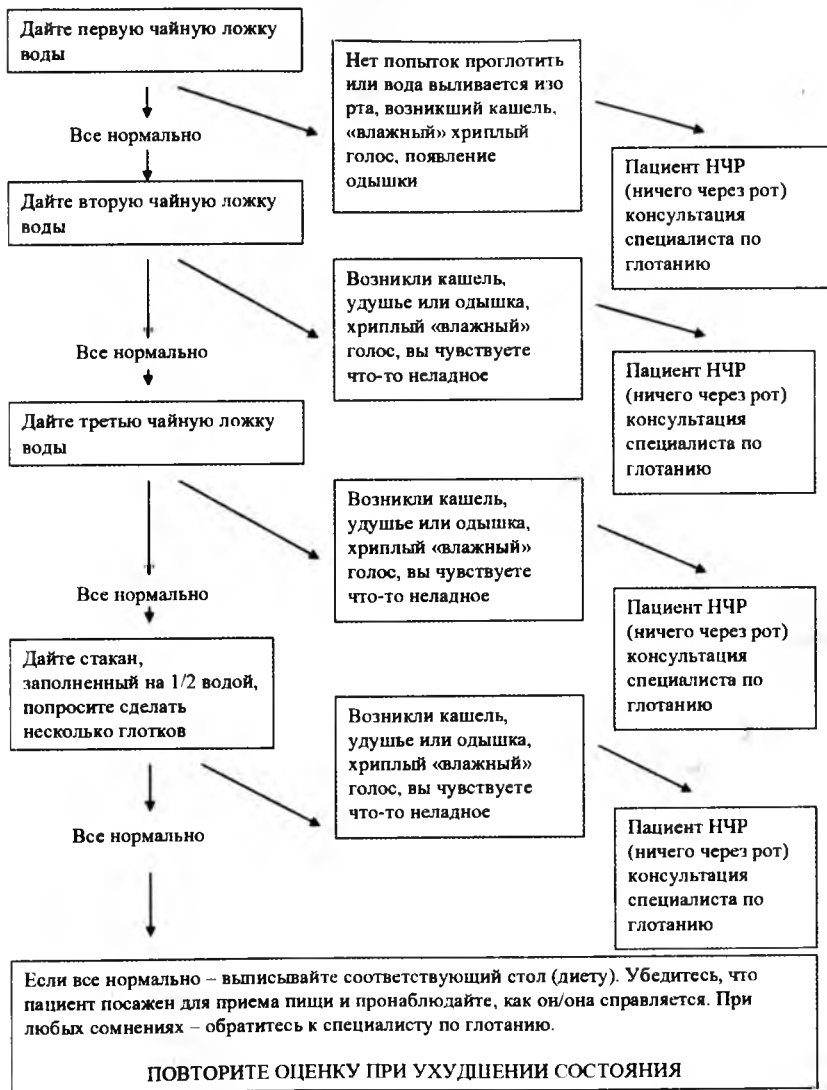 Дайте первую чайную ложку
воды
Нет попыток проглотить
или вода выливается изо
рта, возникший кашель,
«влажный» хриплый
голос, появление
одышки
Пациент НЧР
(ничего через рот)
консультация
специалиста по
глотанию
Все нормально
Дайте вторую чайную ложку
воды
Возникли кашель,
удушье или одышка,
хриплый «влажный»
голос, вы чувствуете
что-то неладное
Пациент НЧР
(ничего через рот)
консультация
специалиста по
глотанию
Все нормально
Дайте третью чайную ложку
воды
Возникли кашель,
удушье или одышка,
хриплый «влажный»
голос, вы чувствуете
что-то неладное
Пациент НЧР
(ничего через рот)
консультация
специалиста по
глотанию
Все нормально
Дайте стакан,
заполненный на 1/2 водой,
попросите сделать
несколько глотков
Возникли кашель,
удушье или одышка,
хриплый «влажный»
голос, вы чувствуете
что-то неладное
Пациент НЧР
(ничего через рот)
консультация
специалиста по
глотанию
Все нормально
Если все нормально – выписывайте соответствующий стол (диету). Убедитесь, что
пациент посажен для приема пищи и пронаблюдайте, как он/она справляется. При
любых сомнениях – обратитесь к специалисту по глотанию.
ПОВТОРИТЕ ОЦЕНКУ ПРИ УХУДШЕНИИ СОСТОЯНИЯ